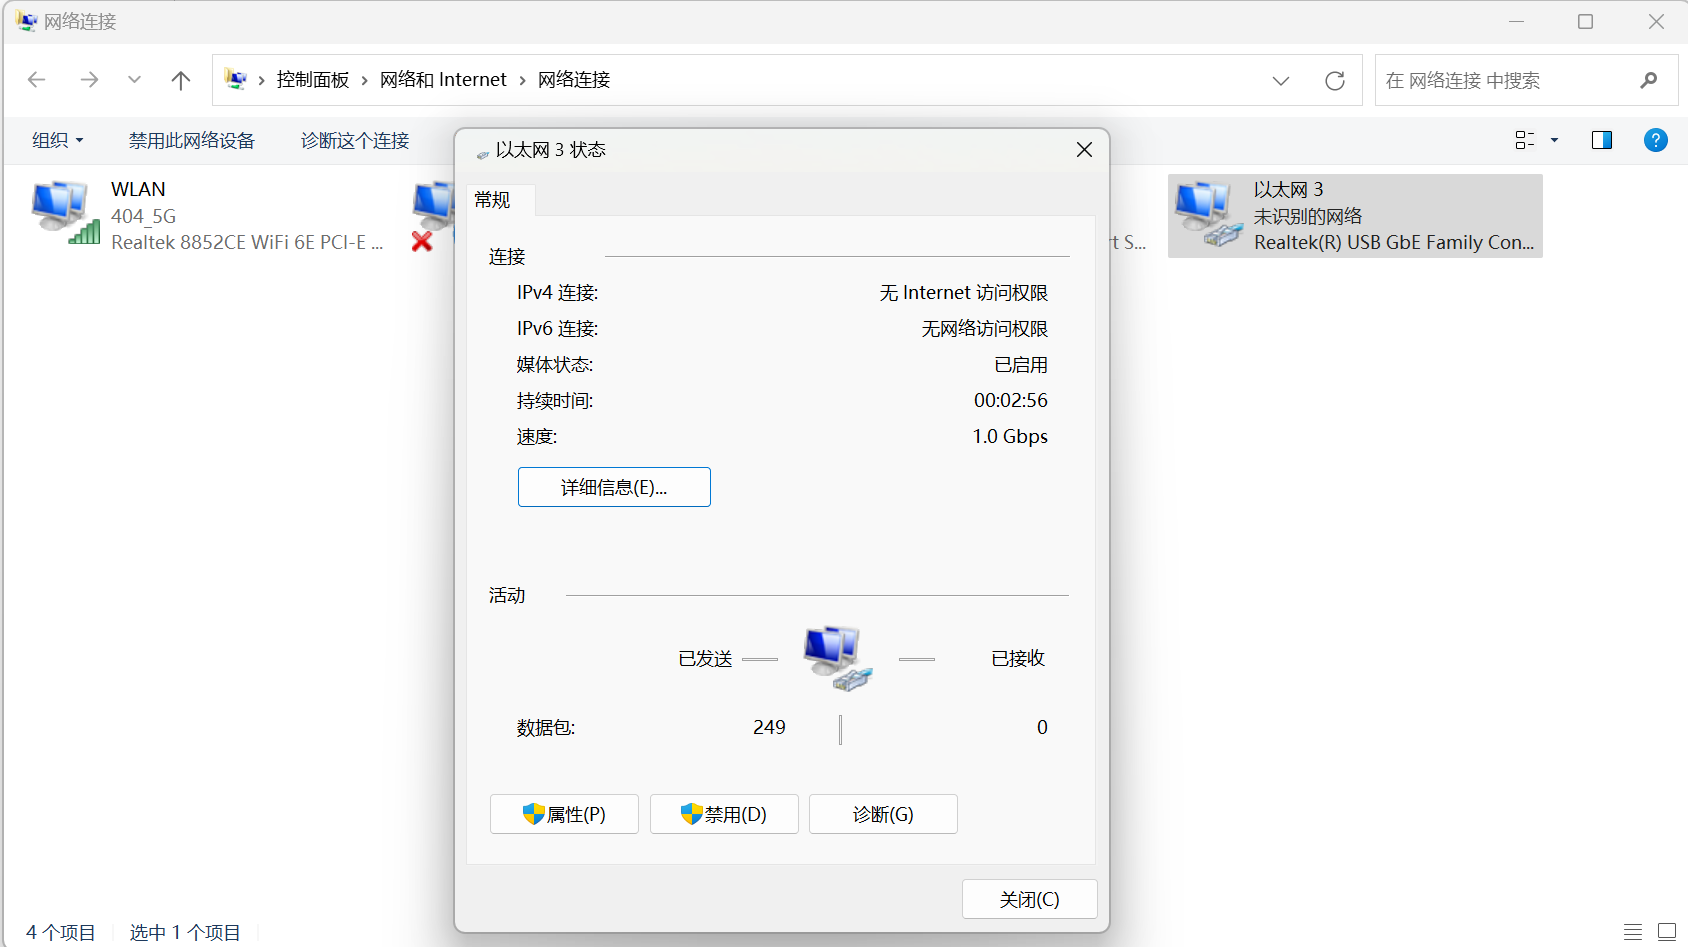 网络连接
控制面板 › 网络和 Internet › 网络连接
在 网络连接 中搜索
组织
禁用此网络设备
诊断这个连接
WLAN
404_5G
Realtek 8852CE WiFi 6E PCI-E ...
rt S...
以太网 3
未识别的网络
Realtek(R) USB GbE Family Con...
以太网 3 状态
常规
连接
IPv4 连接: 无 Internet 访问权限
IPv6 连接: 无网络访问权限
媒体状态: 已启用
持续时间: 00:02:56
速度: 1.0 Gbps
详细信息(E)...
活动
已发送 已接收
数据包: 249 0
属性(P) 禁用(D) 诊断(G)
关闭(C)
4 个项目 选中 1 个项目